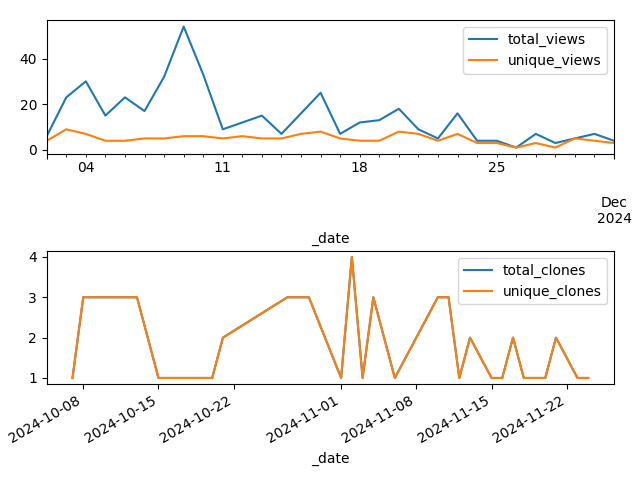 total_views
unique_views
40
20
0
04 11 18 25
Dec
2024
_date
total_clones
unique_clones
4
3
2
1
2024-10-08 2024-10-15 2024-10-22 2024-11-01 2024-11-08 2024-11-15 2024-11-22
_date